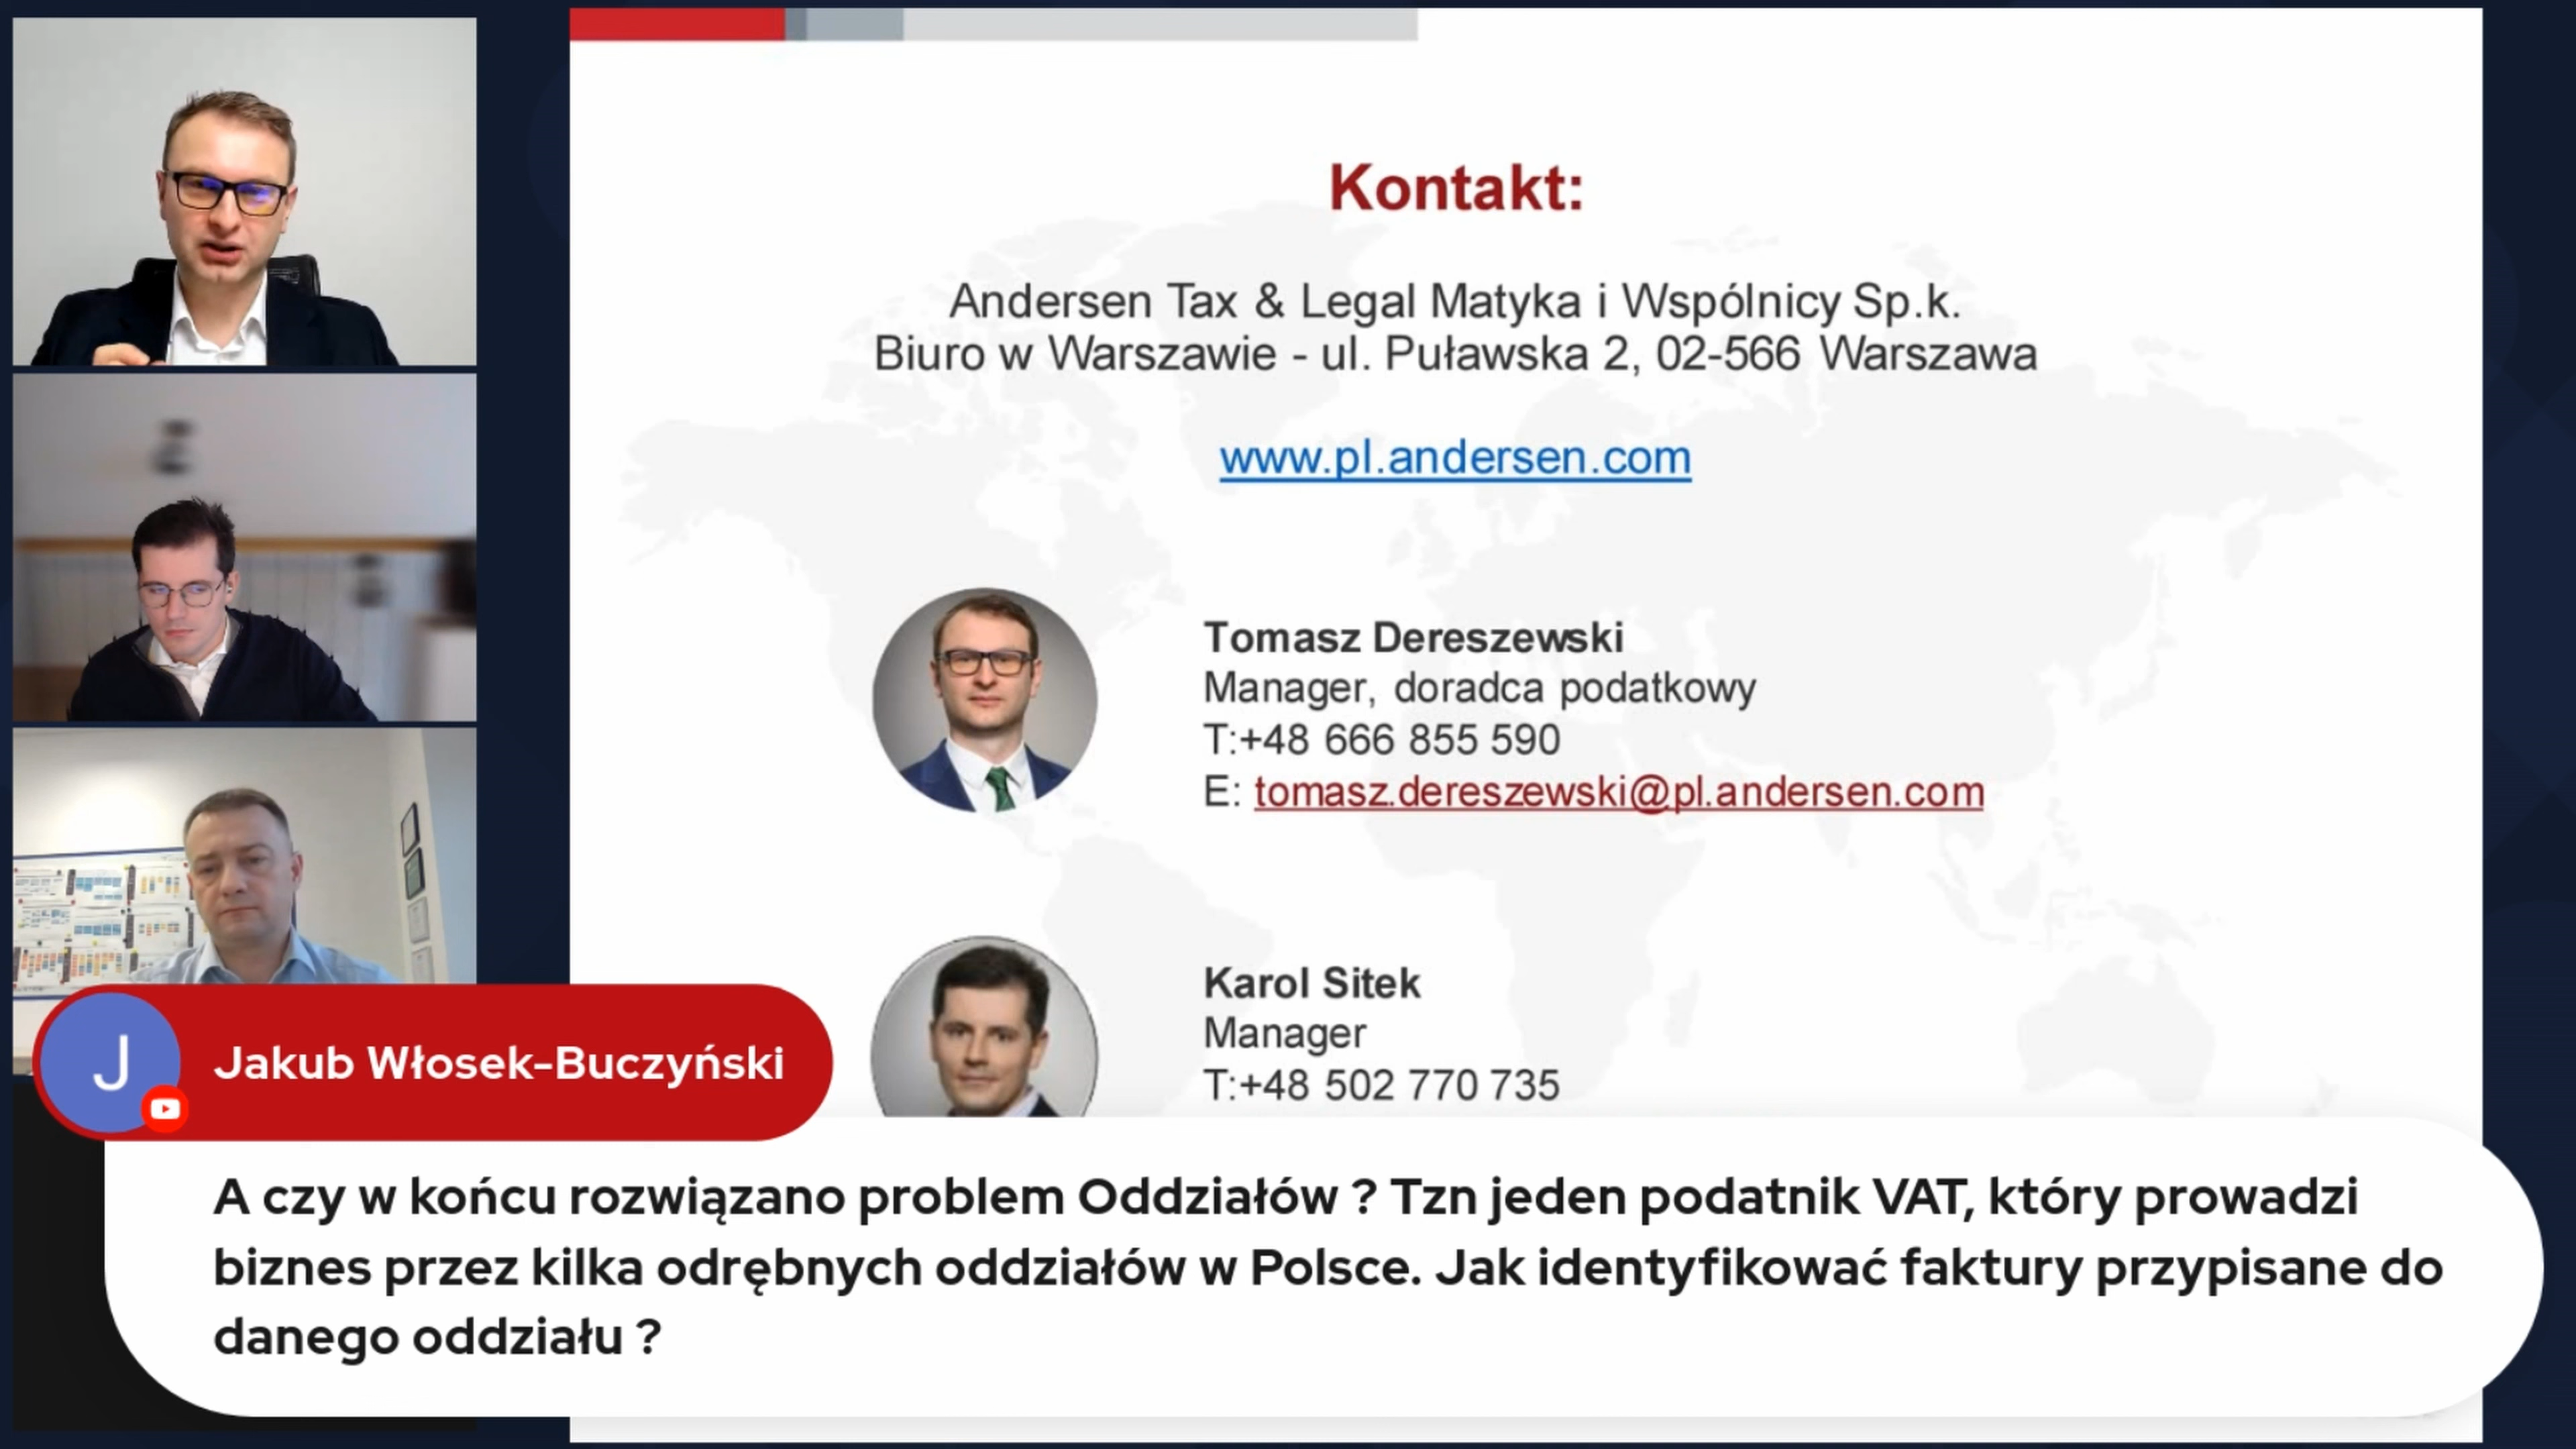 Kontakt:
Andersen Tax & Legal Matyka i Wspólnicy Sp.k.
Biuro w Warszawie - ul. Puławska 2, 02-566 Warszawa
www.pl.andersen.com
Tomasz Dereszewski
Manager, doradca podatkowy
T:+48 666 855 590
E: tomasz.dereszewski@pl.andersen.com
Karol Sitek
Manager
T:+48 502 770 735
J
Jakub Włosek-Buczyński
A czy w końcu rozwiązano problem Oddziałów ? Tzn jeden podatnik VAT, który prowadzi
biznes przez kilka odrębnych oddziałów w Polsce. Jak identyfikować faktury przypisane do
danego oddziału ?